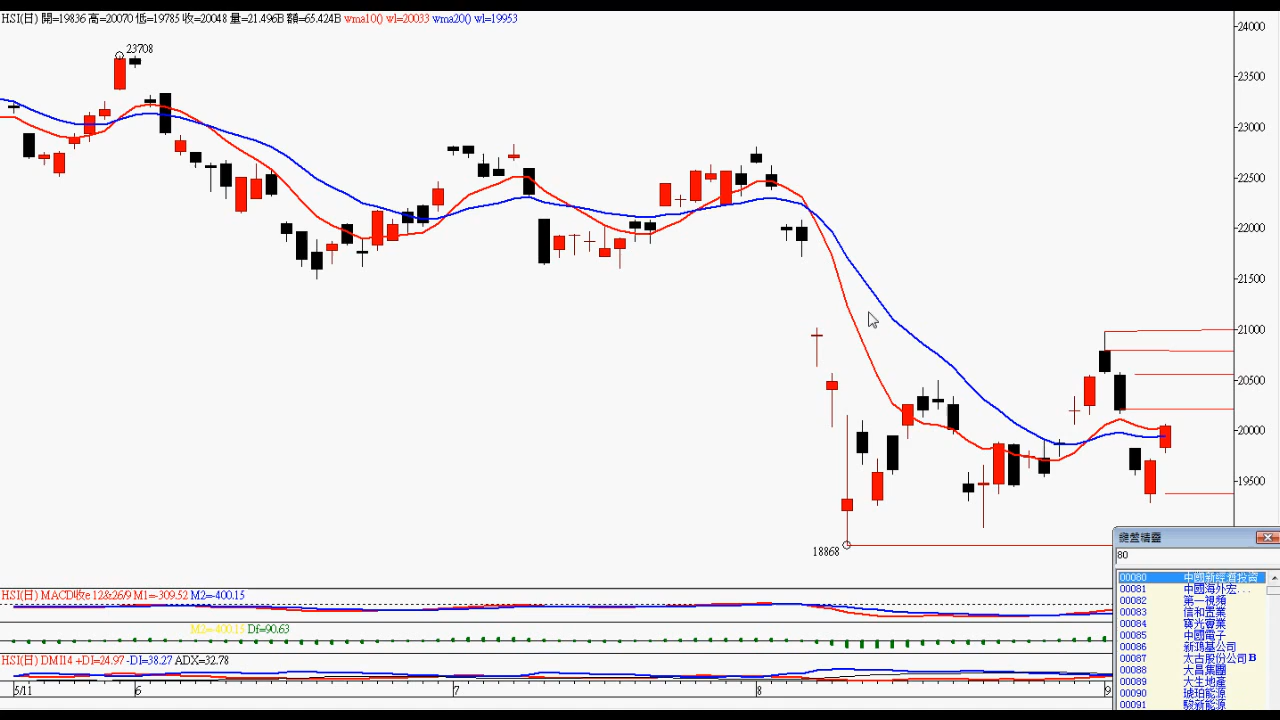 HSI(日) 開=19836 高=20070 低=19785 收=20048 量=21.496B 額=65.424B wma10() wl=20033 wma20() wl=19953
24000
23708
23500
23000
22500
22000
21500
21000
20500
20000
19500
18868
鍵盤精靈
80
00080 中國新經濟投資
00081 中國海外宏...
00082 第一視頻
00083 信和置業
00084 寶光實業
00085 中國電子
00086 新鴻基公司
00087 太古股份公司B
00088 大昌集團
00089 大生地產
00090 琥珀能源
00091
HSI(日) MACD收e 12&26/9 M1=-309.52 M2=-400.15
M2=-400.15 Df=90.63
HSI(日) DMI14 +DI=24.97 -DI=38.27 ADX=32.78
5/11 6 7 8 9